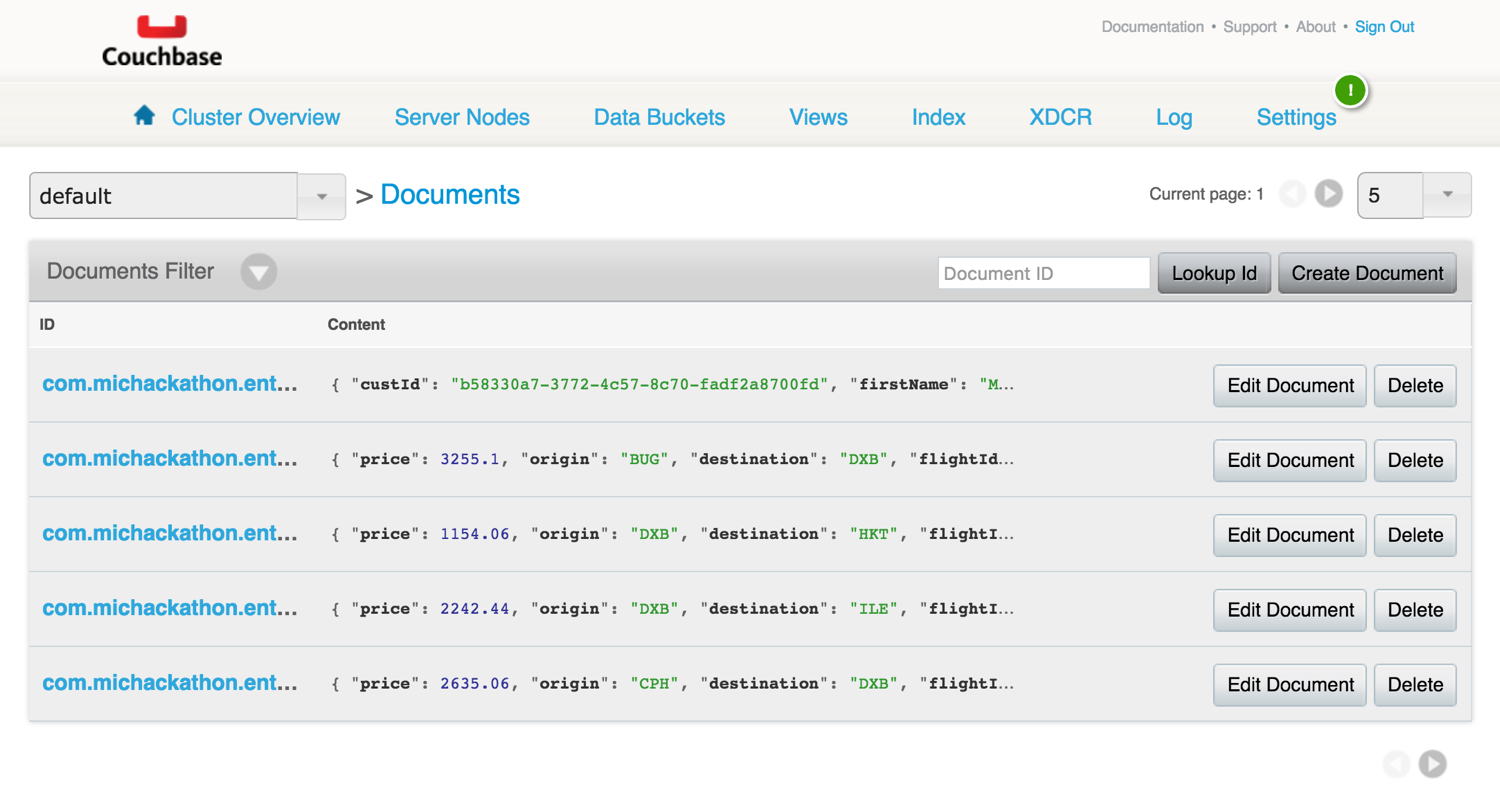 Couchbase
Documentation • Support • About • Sign Out
Cluster Overview Server Nodes Data Buckets Views Index XDCR Log Settings !
default > Documents Current page: 1 5
Documents Filter Document ID Lookup Id Create Document
ID Content
com.michackathon.ent... { "custId": "b58330a7-3772-4c57-8c70-fadf2a8700fd", "firstName": "M... Edit Document Delete
com.michackathon.ent... { "price": 3255.1, "origin": "BUG", "destination": "DXB", "flightId... Edit Document Delete
com.michackathon.ent... { "price": 1154.06, "origin": "DXB", "destination": "HKT", "flightI... Edit Document Delete
com.michackathon.ent... { "price": 2242.44, "origin": "DXB", "destination": "ILE", "flightI... Edit Document Delete
com.michackathon.ent... { "price": 2635.06, "origin": "CPH", "destination": "DXB", "flightI... Edit Document Delete